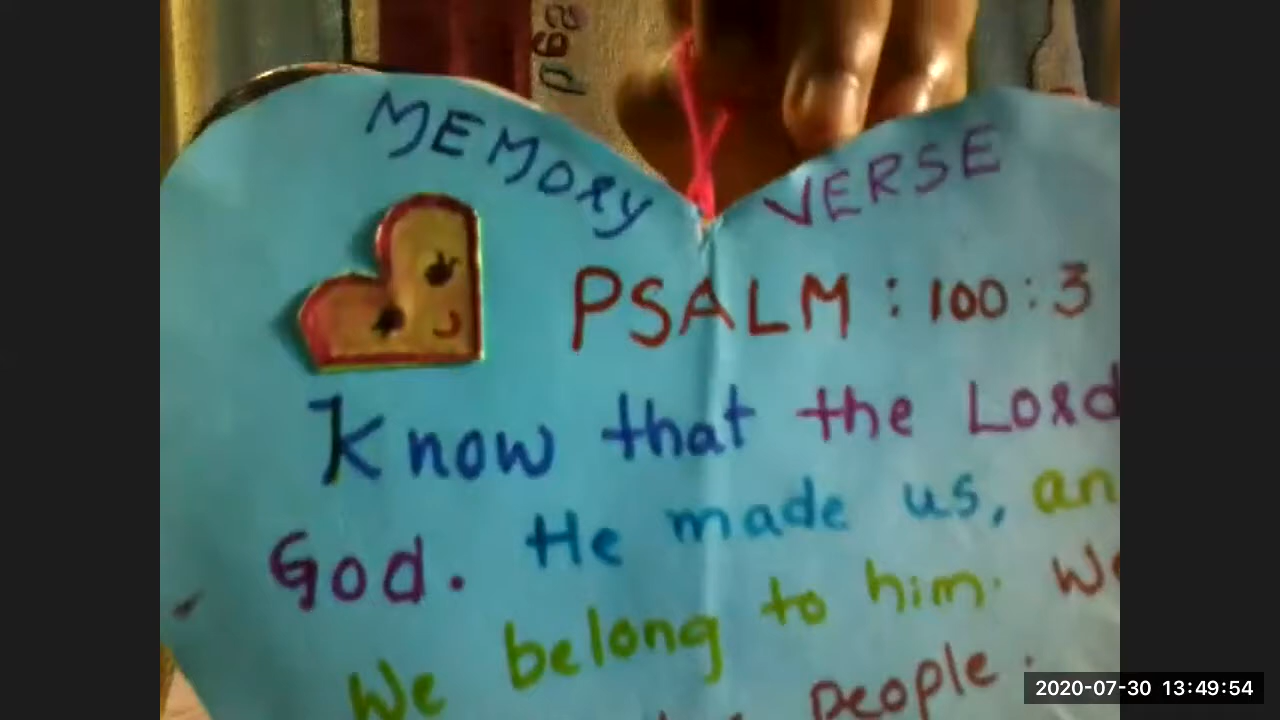 MEMORY VERSE
PSALM : 100 : 3
Know that the Lord
God. He made us, an
We belong to him. We
people.
2020-07-30 13:49:54